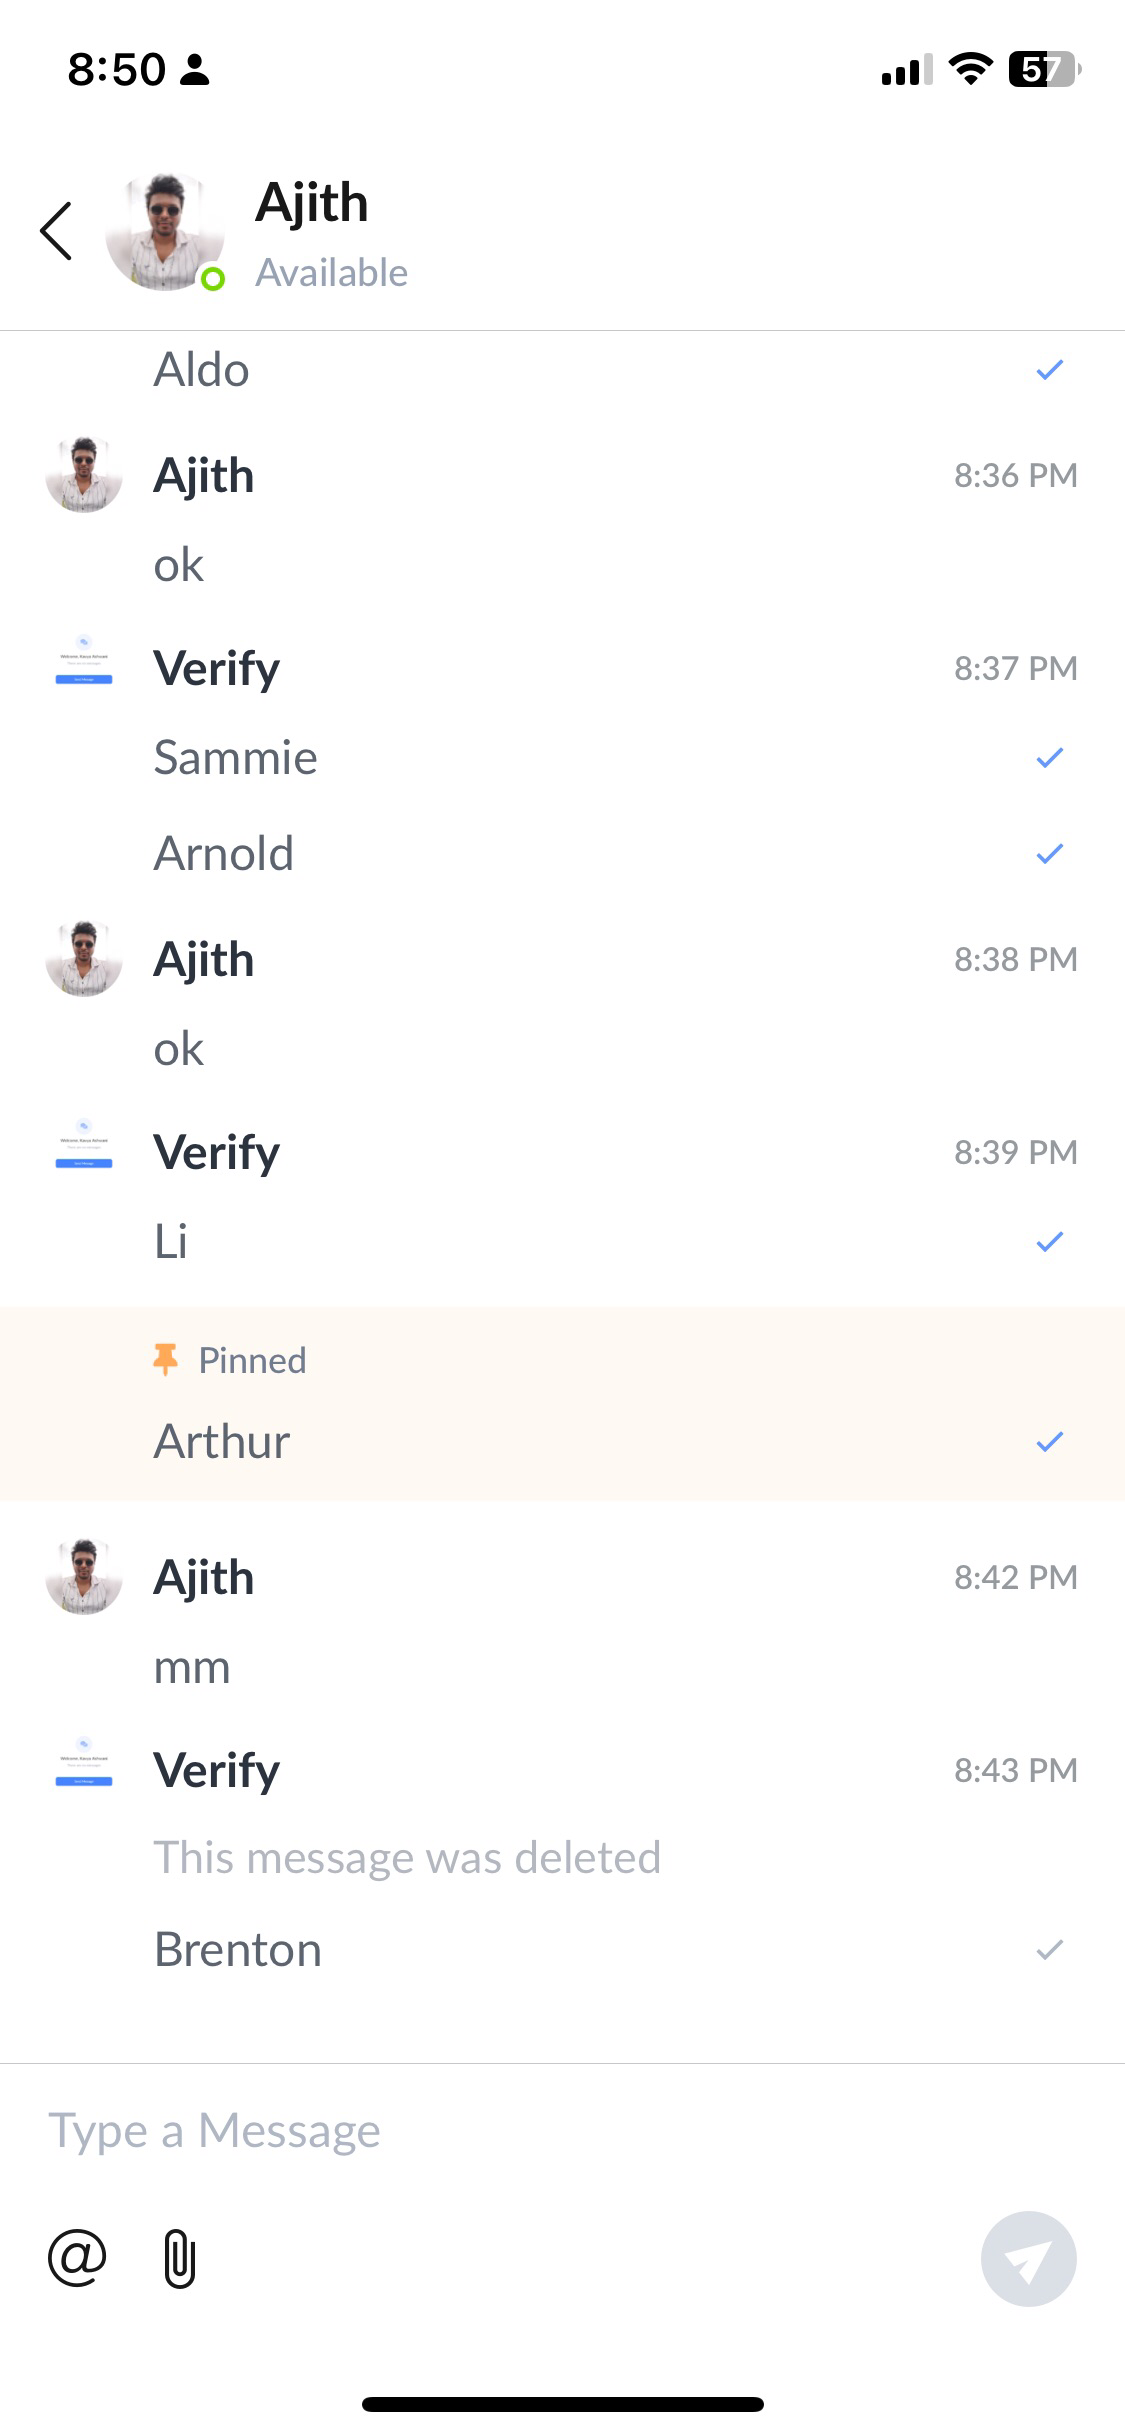 8:50
57
Ajith
Available
Aldo
Ajith 8:36 PM
ok
Verify 8:37 PM
Sammie
Arnold
Ajith 8:38 PM
ok
Verify 8:39 PM
Li
Pinned
Arthur
Ajith 8:42 PM
mm
Verify 8:43 PM
This message was deleted
Brenton
Type a Message
@